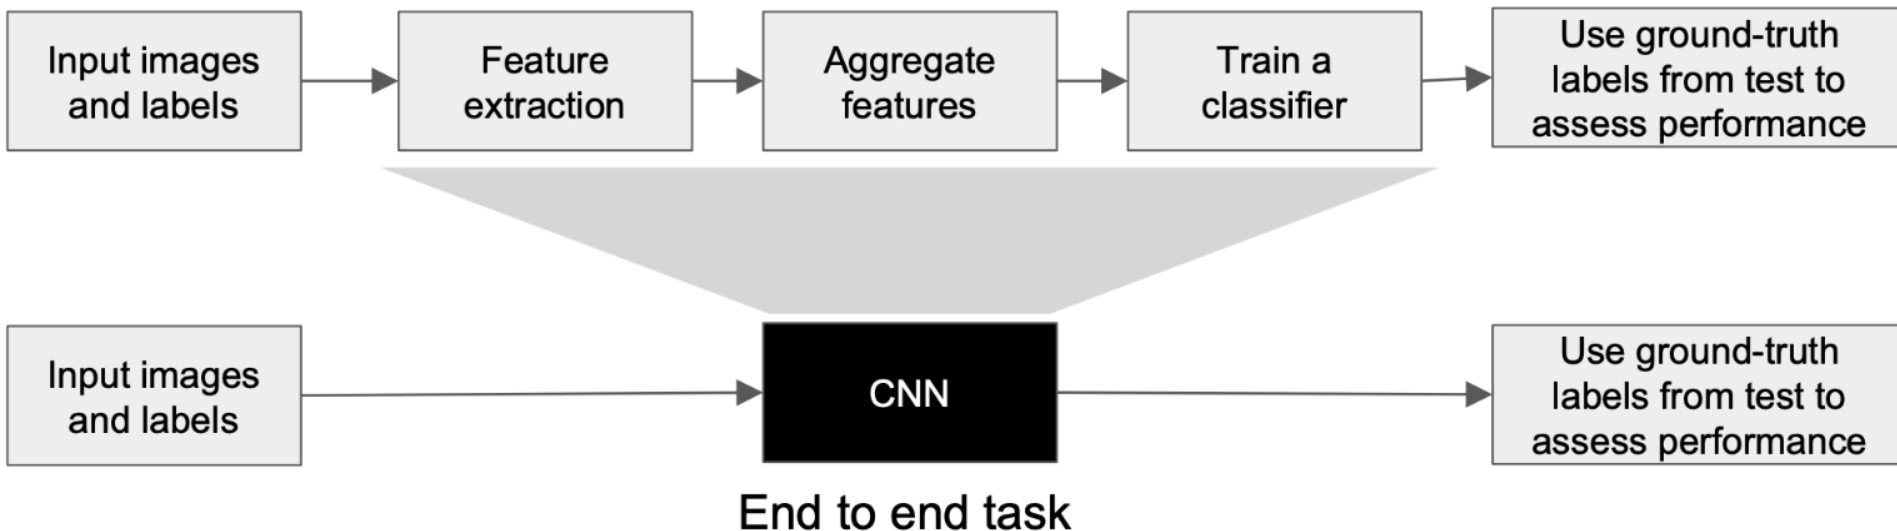 Input images
and labels
Feature
extraction
Aggregate
features
Train a
classifier
Use ground-truth
labels from test to
assess performance
Input images
and labels
CNN
Use ground-truth
labels from test to
assess performance
End to end task